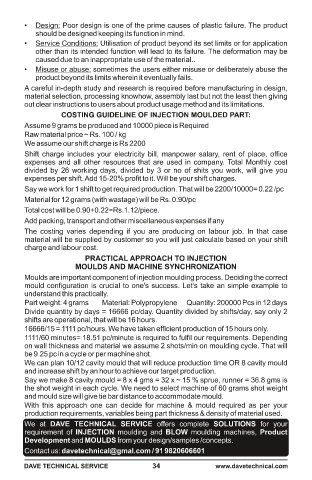 • Design: Poor design is one of the prime causes of plastic failure. The product
should be designed keeping its function in mind.
• Service Conditions: Utilisation of product beyond its set limits or for application
other than its intended function will lead to its failure. The deformation may be
caused due to an inappropriate use of the material..
• Misuse or abuse: sometimes the users either misuse or deliberately abuse the
product beyond its limits wherein it eventually fails.
A careful in-depth study and research is required before manufacturing in design,
material selection, processing knowhow, assembly last but not the least then giving
out clear instructions to users about product usage method and its limitations.
COSTING GUIDELINE OF INJECTION MOULDED PART:
Assume 9 grams be produced and 10000 piece is Required
Raw material price ~ Rs. 100 / kg
We assume our shift charge is Rs 2200
Shift charge includes your electricity bill, manpower salary, rent of place, office
expenses and all other resources that are used in company. Total Monthly cost
divided by 26 working days, divided by 3 or no of shits you work, will give you
expenses per shift. Add 15-20% profit to it. Will be your shift charges.
Say we work for 1 shift to get required production. That will be 2200/10000= 0.22 /pc
Material for 12 grams (with wastage) will be Rs. 0.90/pc
Total cost will be 0.90+0.22=Rs.1.12/piece.
Add packing, transport and other miscellaneous expenses if any
The costing varies depending if you are producing on labour job. In that case
material will be supplied by customer so you will just calculate based on your shift
charge and labour cost.
PRACTICAL APPROACH TO INJECTION
MOULDS AND MACHINE SYNCHRONIZATION
Moulds are important component of injection moulding process. Deciding the correct
mould configuration is crucial to one's success. Let's take an simple example to
understand this practically.
Part weight: 4 grams Material: Polypropylene Quantity: 200000 Pcs in 12 days
Divide quantity by days = 16666 pc/day. Quantity divided by shifts/day, say only 2
shifts are operational, that will be 16 hours.
16666/15 = 1111 pc/hours. We have taken efficient production of 15 hours only.
1111/60 minutes= 18.51 pc/minute is required to fulfil our requirements. Depending
on wall thickness and material we assume 2 shots/min on moulding cycle. That will
be 9.25 pc in a cycle or per machine shot.
We can plan 10/12 cavity mould that will reduce production time OR 8 cavity mould
and increase shift by an hour to achieve our target production.
Say we make 8 cavity mould = 8 x 4 gms = 32 x ~ 15 % sprue, runner = 36.8 gms is
the shot weight in each cycle. We need to select machine of 60 grams shot weight
and mould size will give tie bar distance to accommodate mould.
With this approach one can decide for machine & mould required as per your
production requirements, variables being part thickness & density of material used.
We at DAVE TECHNICAL SERVICE offers complete SOLUTIONS for your
requirement of INJECTION moulding and BLOW moulding machines, Product
Development and MOULDS from your design/samples /concepts.
Contact us: davetechnical@gmal.com / 91 9820606601
DAVE TECHNICAL SERVICE 34 www.davetechnical.com